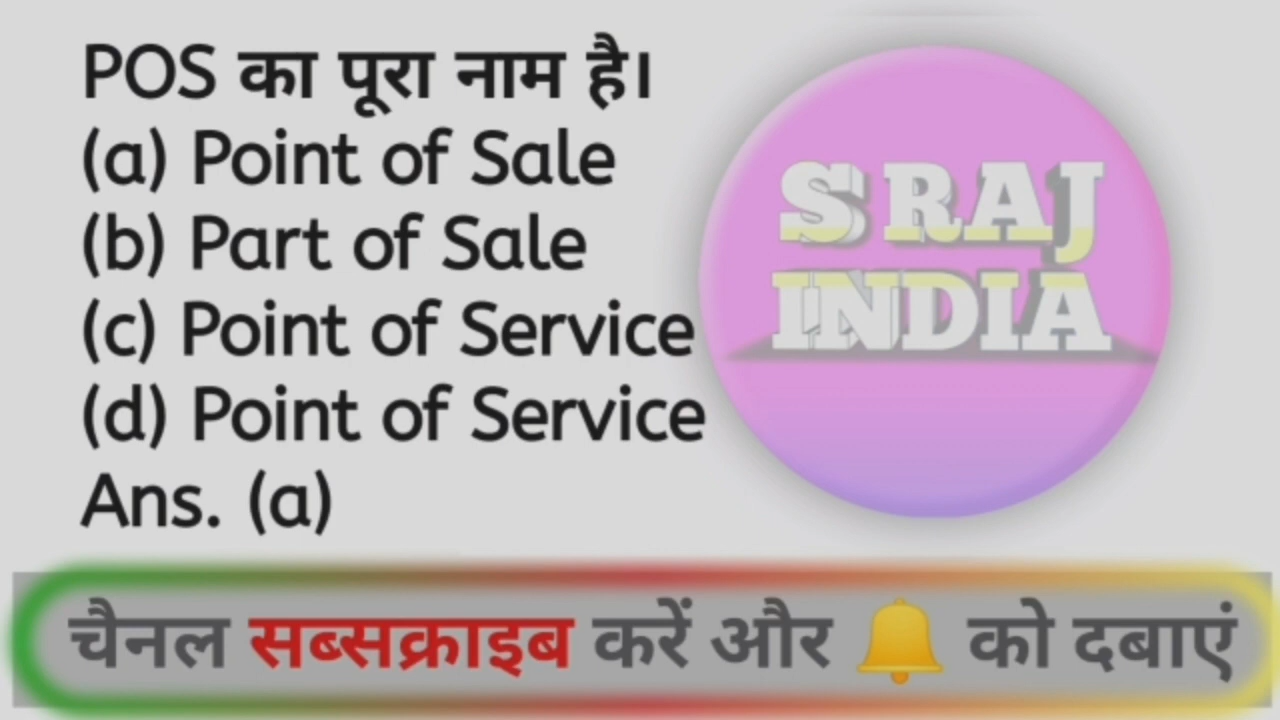 POS का पूरा नाम है।
(a) Point of Sale
(b) Part of Sale
(c) Point of Service
(d) Point of Service
Ans. (a)
S RAJ
INDIA
चैनल सब्सक्राइब करें और 🔔 को दबाएं